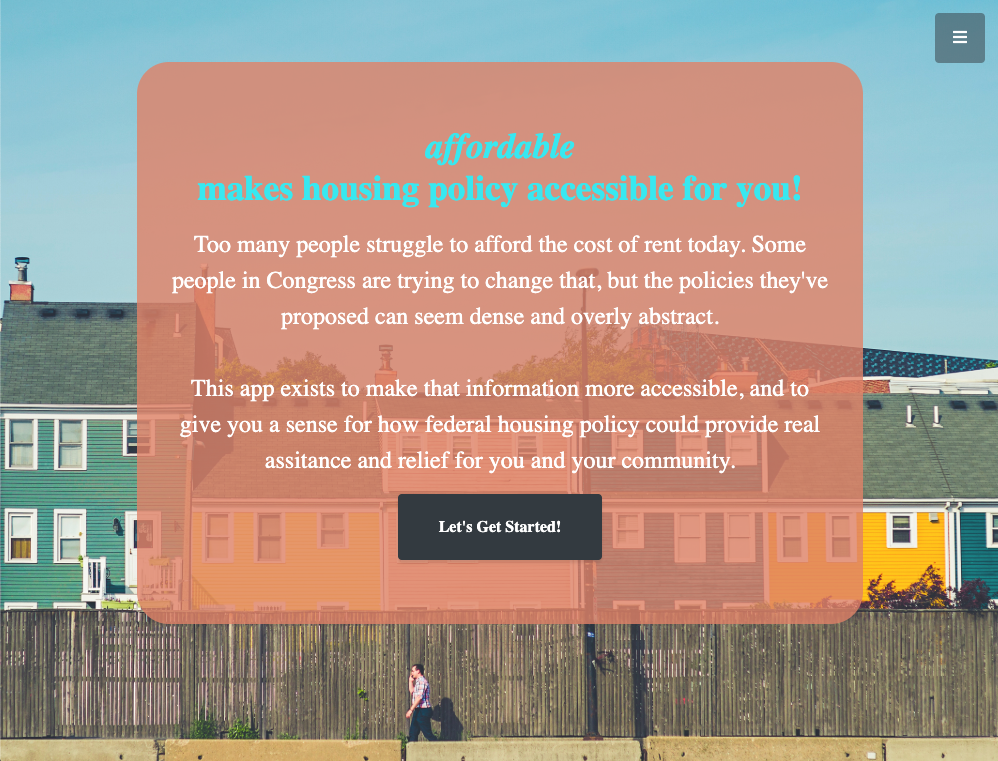 affordable
makes housing policy accessible for you!
Too many people struggle to afford the cost of rent today. Some
people in Congress are trying to change that, but the policies they've
proposed can seem dense and overly abstract.
This app exists to make that information more accessible, and to
give you a sense for how federal housing policy could provide real
assitance and relief for you and your community.
Let's Get Started!